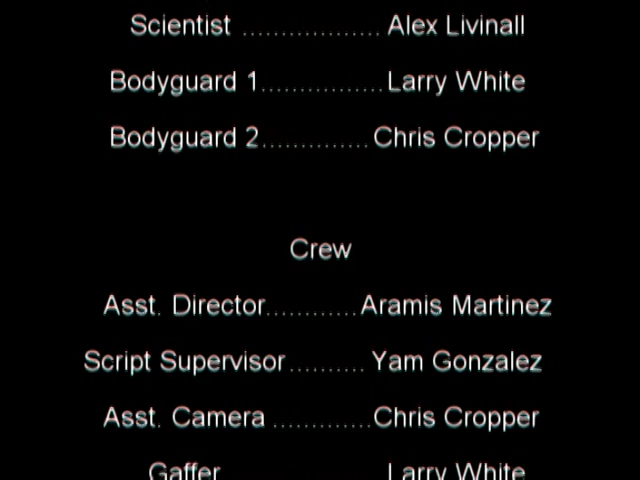 Scientist .................. Alex Livinall
Bodyguard 1................Larry White
Bodyguard 2..............Chris Cropper
Crew
Asst. Director............Aramis Martinez
Script Supervisor.......... Yam Gonzalez
Asst. Camera .............Chris Cropper
Gaffer Larry White